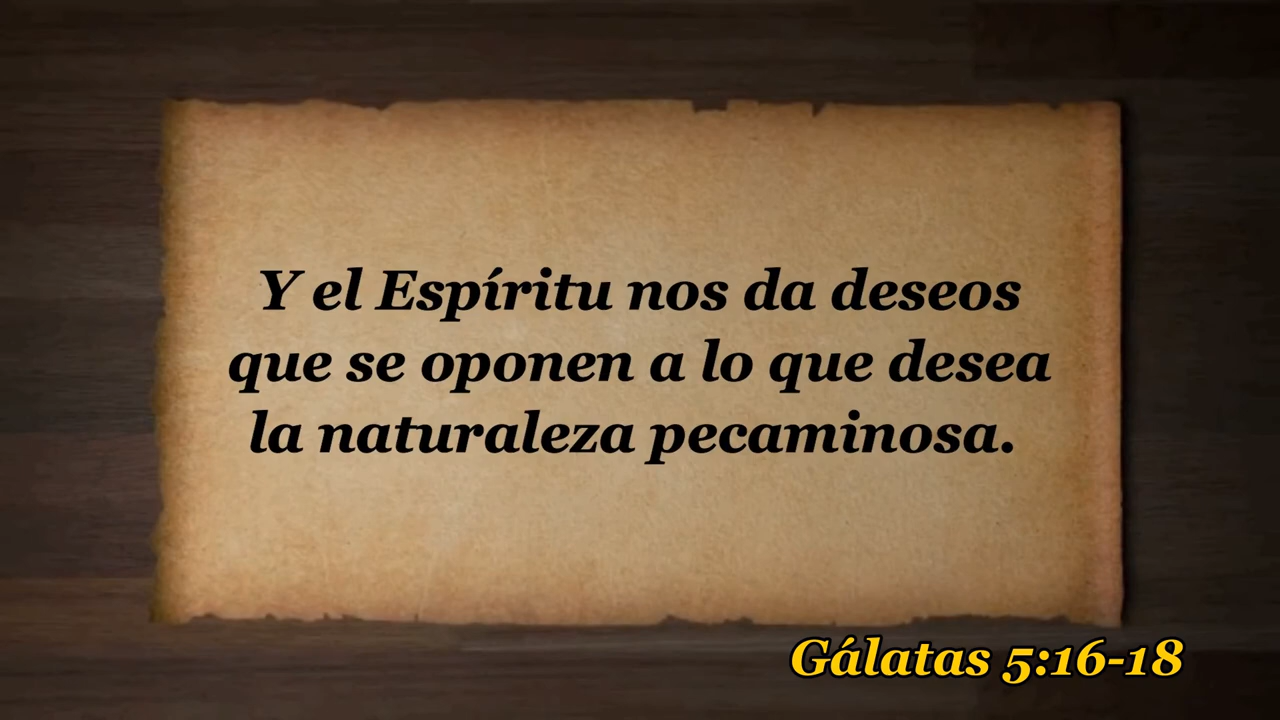 Y el Espíritu nos da deseos
que se oponen a lo que desea
la naturaleza pecaminosa.
Gálatas 5:16-18